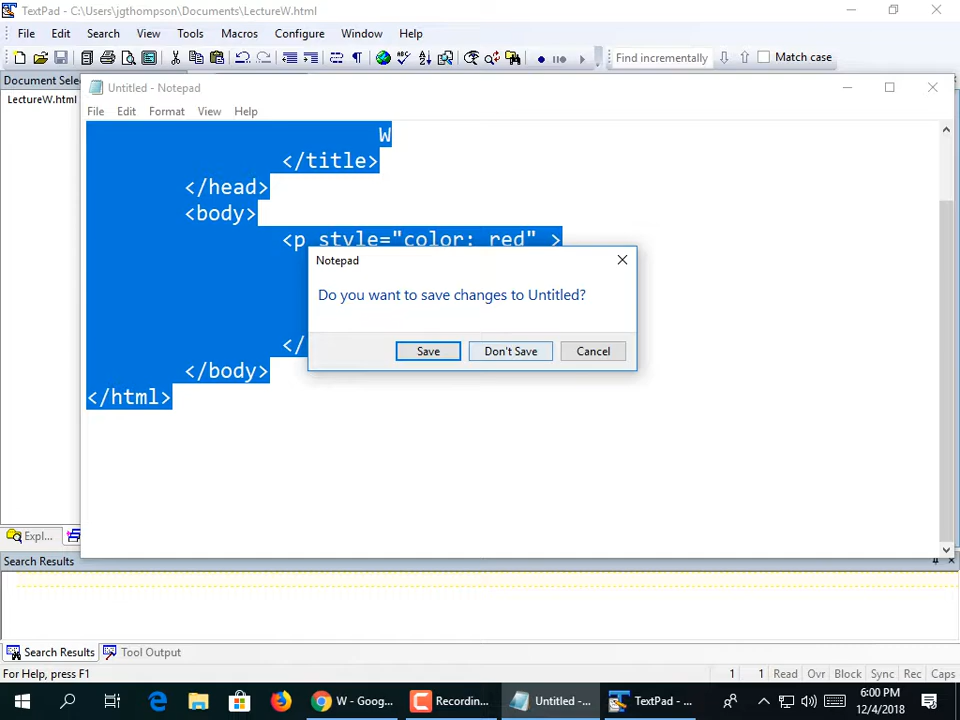 TextPad - C:\Users\jgthompson\Documents\LectureW.html
File Edit Search View Tools Macros Configure Window Help
Find incrementally Match case
Document Sele
LectureW.html
Untitled - Notepad
File Edit Format View Help
W
</title>
</head>
<body>
<p style="color: red" >
</
</body>
</html>
Notepad
Do you want to save changes to Untitled?
Save Don't Save Cancel
Expl...
Search Results
Search Results Tool Output
For Help, press F1
1 1 Read Ovr Block Sync Rec Caps
W - Goog... Recording... Untitled -... TextPad - ...
6:00 PM
12/4/2018